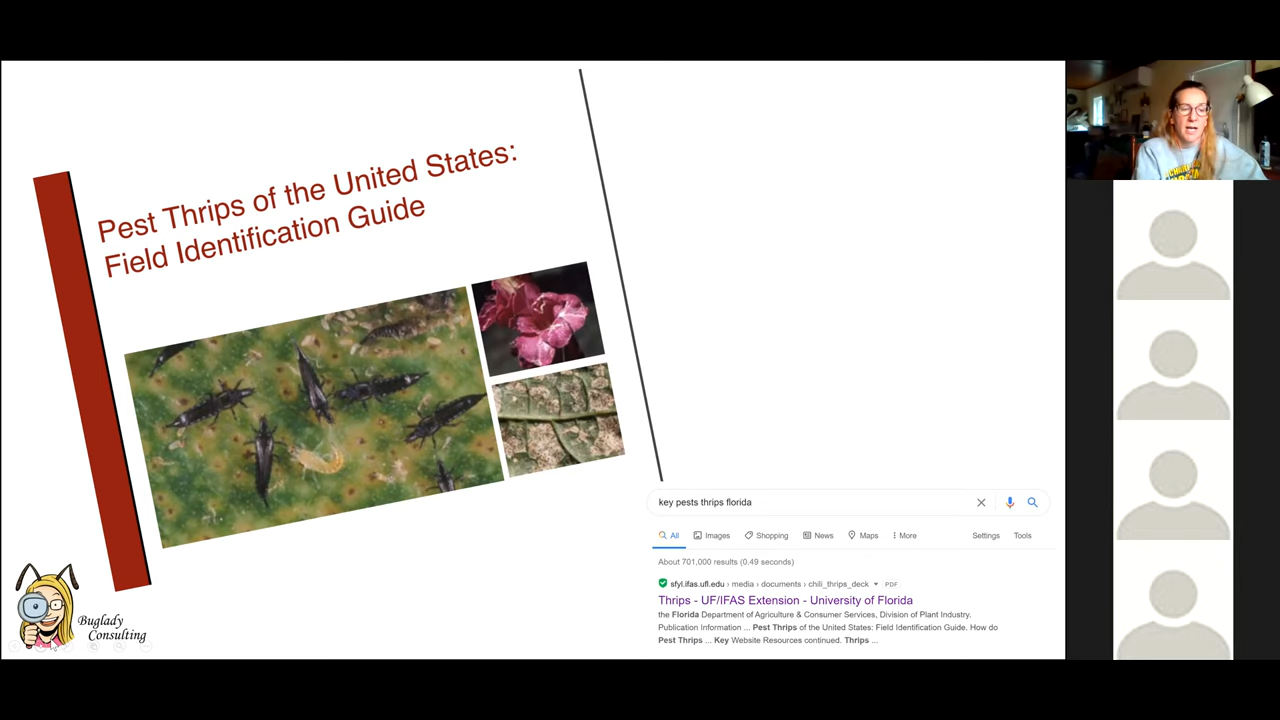 Pest Thrips of the United States:
Field Identification Guide
Buglady
Consulting
key pests thrips florida
All Images Shopping News Maps More Settings Tools
About 701,000 results (0.49 seconds)
sfyl.ifas.ufl.edu › media › documents › chili_thrips_deck PDF
Thrips - UF/IFAS Extension - University of Florida
the Florida Department of Agriculture & Consumer Services, Division of Plant Industry.
Publication Information ... Pest Thrips of the United States: Field Identification Guide. How do
Pest Thrips ... Key Website Resources continued. Thrips ...